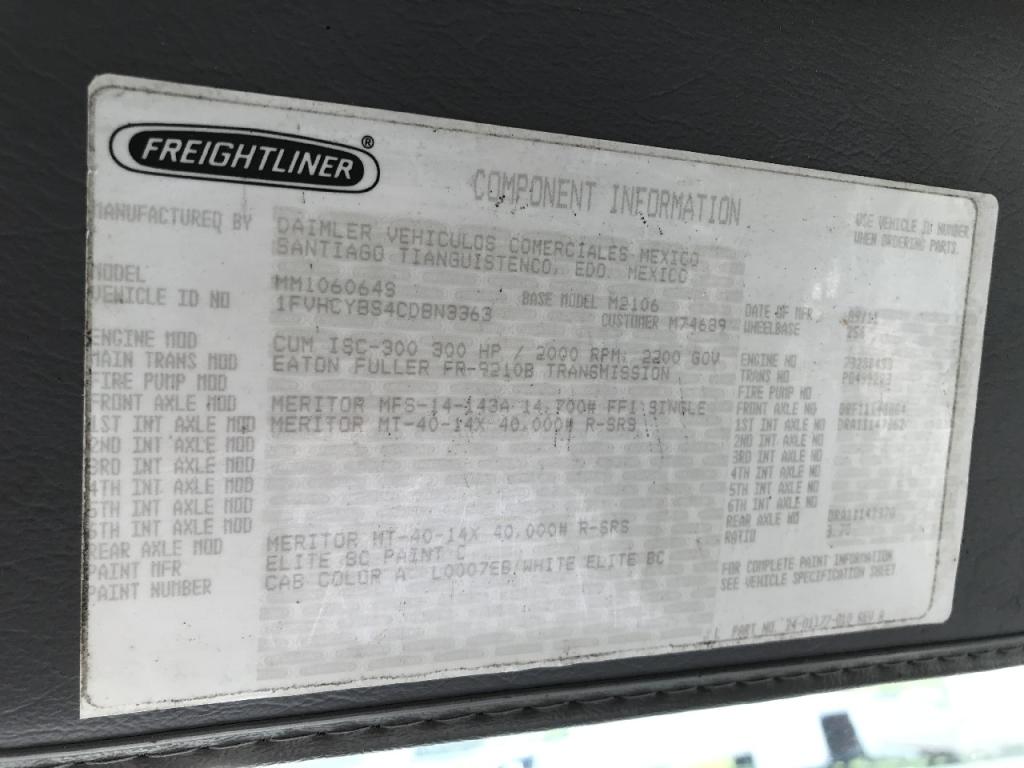 FREIGHTLINER®
COMPONENT INFORMATION
USE VEHICLE ID NUMBER
WHEN ORDERING PARTS.
MANUFACTURED BY DAIMLER VEHICULOS COMERCIALES MEXICO
SANTIAGO TIANGUISTENCO, EDO. MEXICO
MODEL MM106064S BASE MODEL M2106 DATE OF MFR
VEHICLE ID NO 1FVHCYBS4CDBN3363 CUSTOMER M74689 WHEELBASE
ENGINE MOD CUM ISC-300 300 HP / 2000 RPM, 2200 GOV ENGINE NO
MAIN TRANS MOD EATON FULLER FR-9210B TRANSMISSION TRANS NO
FIRE PUMP MOD FIRE PUMP NO
FRONT AXLE MOD MERITOR MFS-14-143A 14,700# FF1 SINGLE FRONT AXLE NO
1ST INT AXLE MOD MERITOR MT-40-14X 40,000# R-SRS 1ST INT AXLE NO
2ND INT AXLE MOD 2ND INT AXLE NO
3RD INT AXLE MOD 3RD INT AXLE NO
4TH INT AXLE MOD 4TH INT AXLE NO
5TH INT AXLE MOD 5TH INT AXLE NO
6TH INT AXLE MOD 6TH INT AXLE NO
REAR AXLE MOD MERITOR MT-40-14X 40,000# R-SRS REAR AXLE NO
PAINT MFR ELITE BC PAINT C RATIO
PAINT NUMBER CAB COLOR A L0007EB/WHITE ELITE BC
FOR COMPLETE PAINT INFORMATION
SEE VEHICLE SPECIFICATION SHEET
PART NO. 24-01177-010 REV